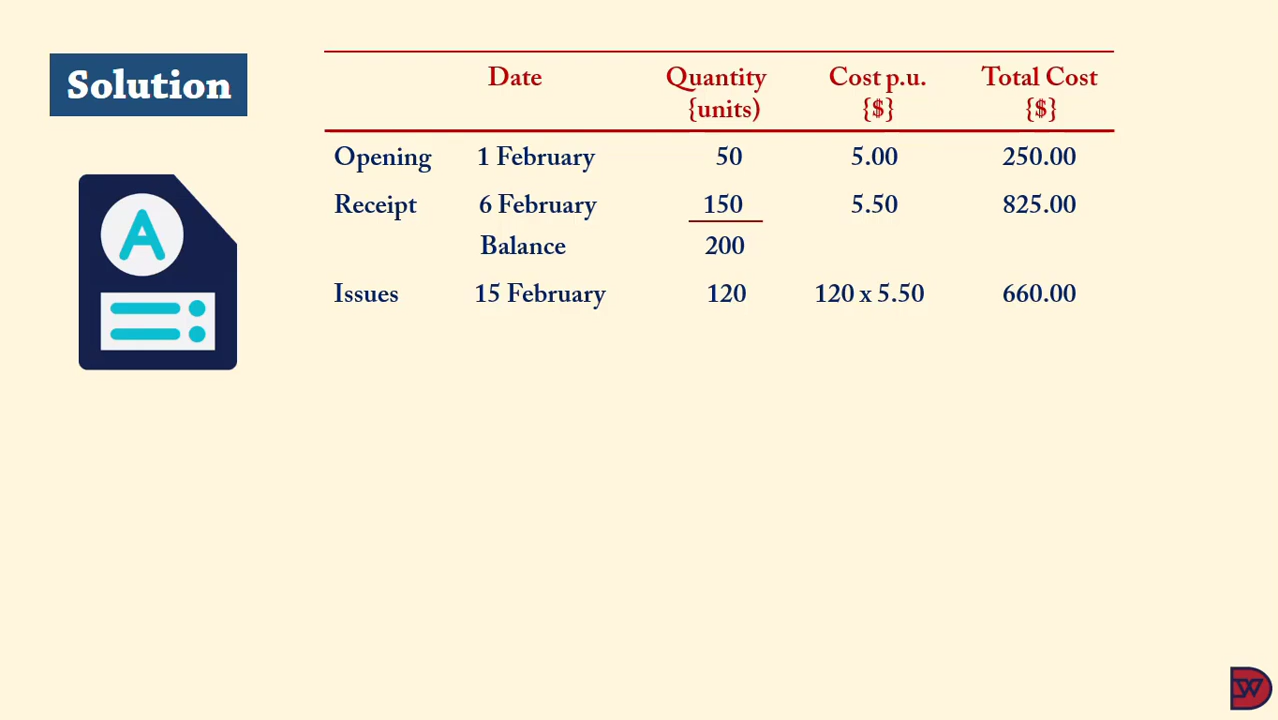 Solution
Date Quantity Cost p.u. Total Cost
{units} {$} {$}
Opening 1 February 50 5.00 250.00
Receipt 6 February 150 5.50 825.00
Balance 200
Issues 15 February 120 120 x 5.50 660.00
A
DW